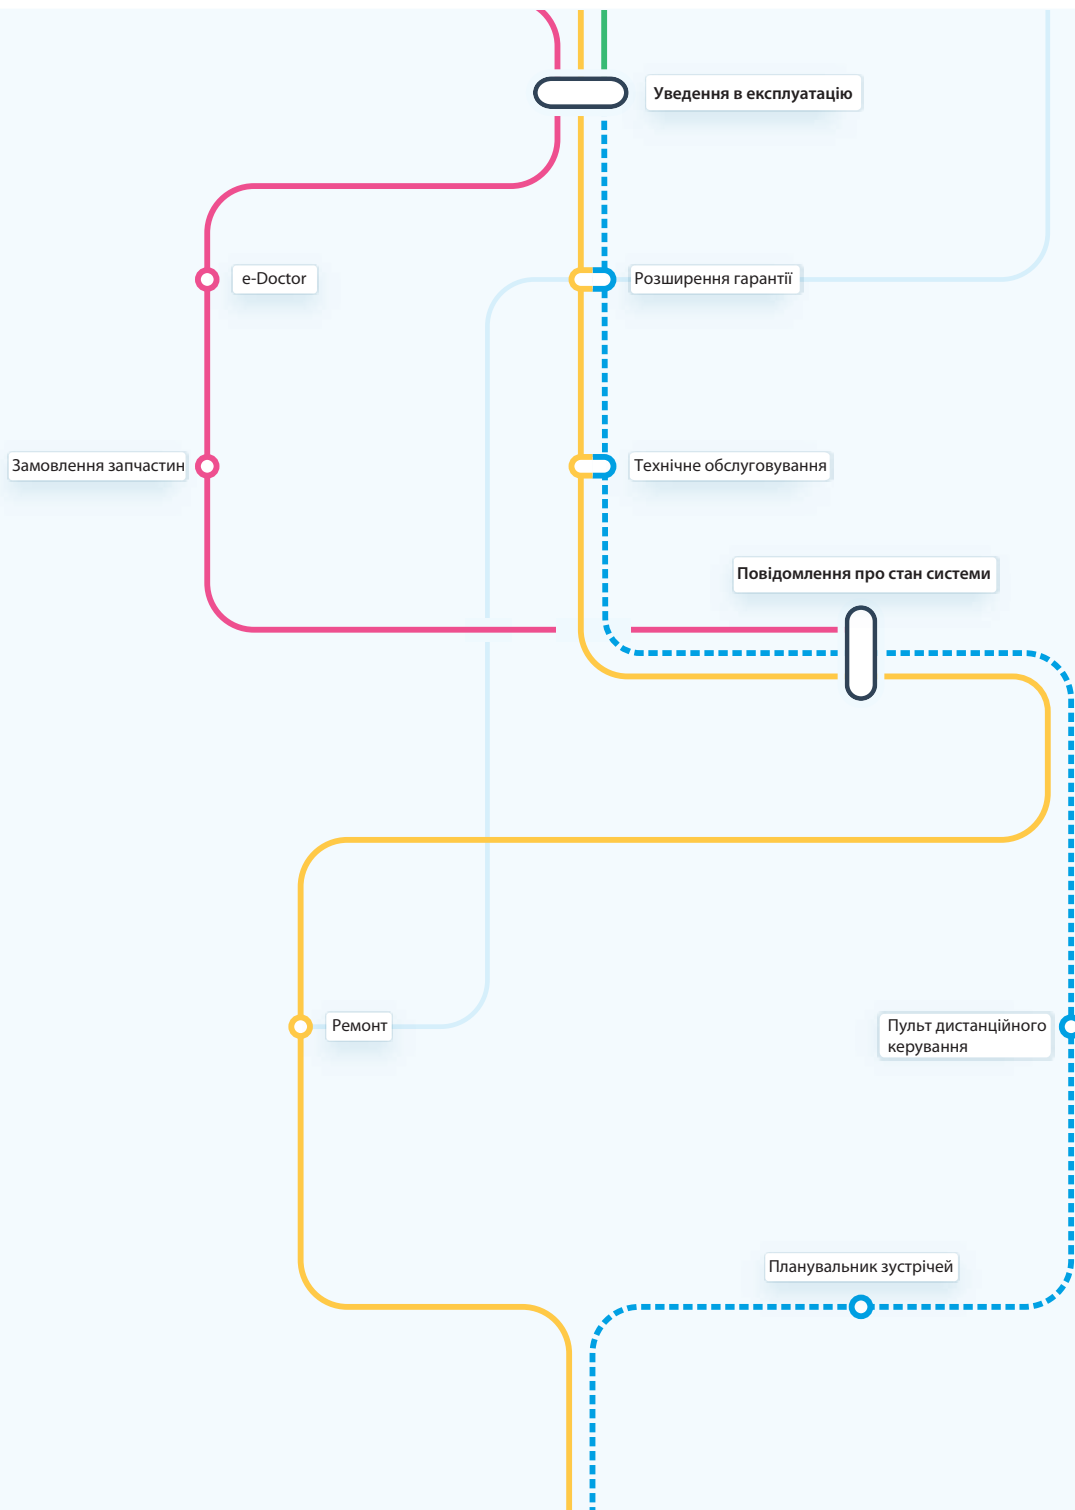 Уведення в експлуатацію
e-Doctor
Розширення гарантії
Замовлення запчастин
Технічне обслуговування
Повідомлення про стан системи
Ремонт
Пульт дистанційного
керування
Планувальник зустрічей